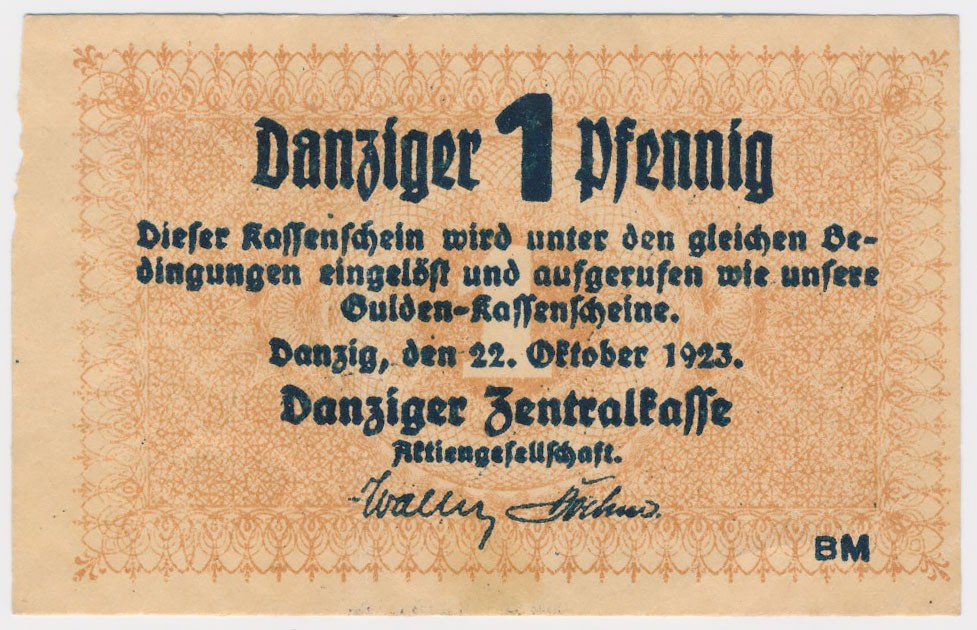 Danziger 1 Pfennig
Dieser Kassenschein wird unter den gleichen Be-
dingungen eingelöst und aufgerufen wie unsere
Gulden-Kassenscheine.
Danzig, den 22. Oktober 1923.
Danziger Zentralkasse
Aktiengesellschaft.
BM